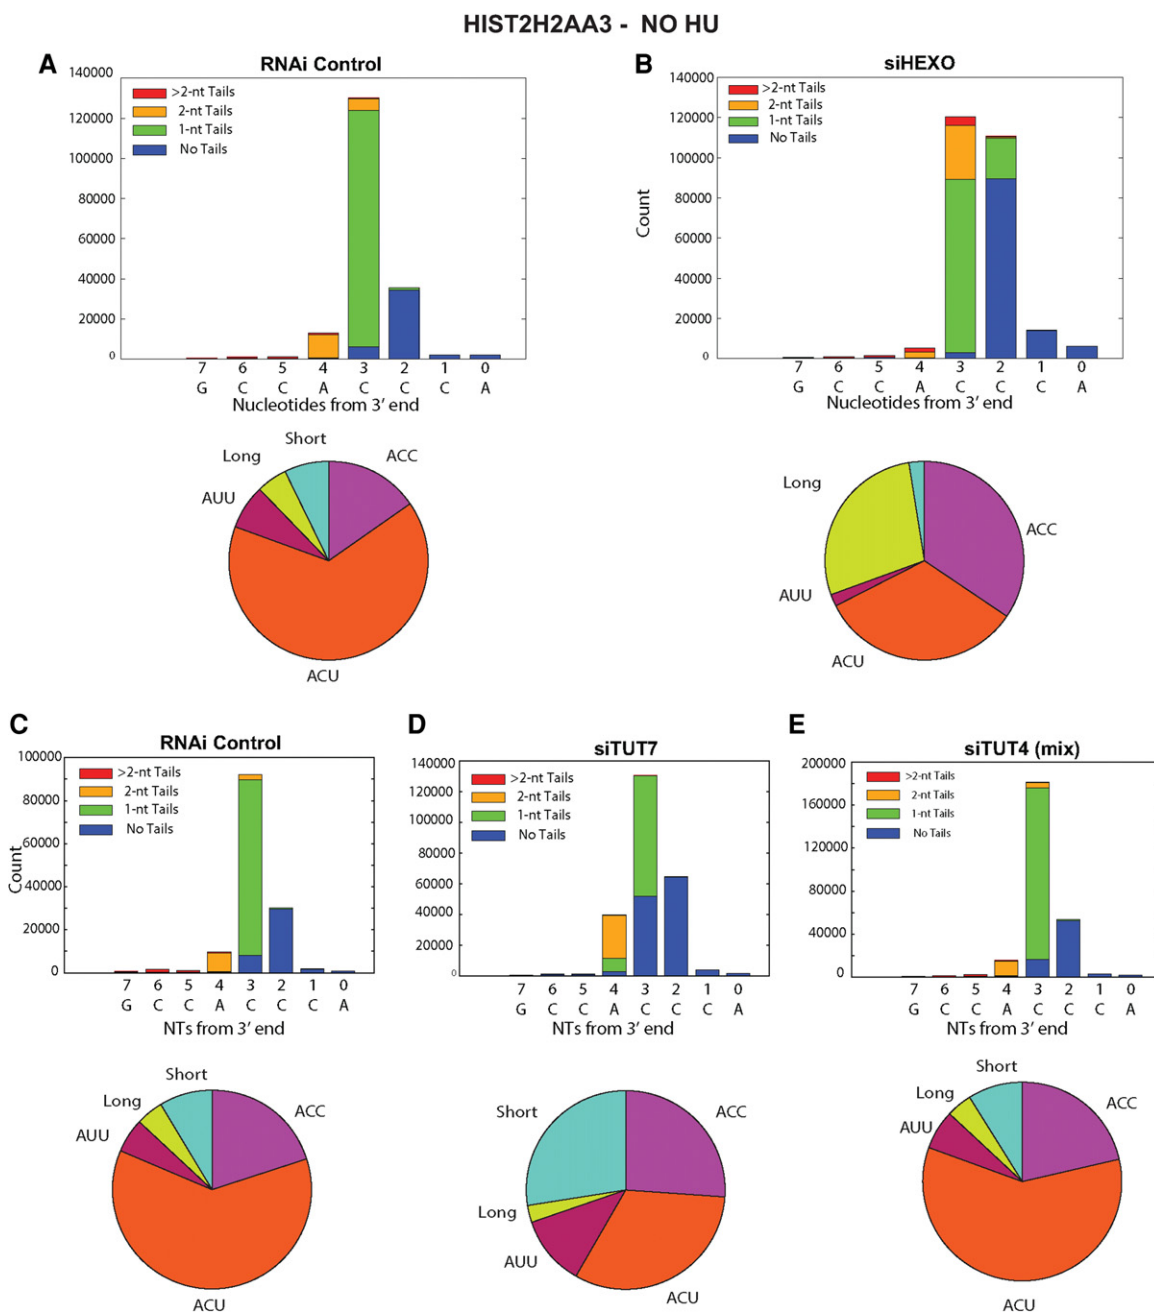 HIST2H2AA3 - NO HU
A
RNAi Control
140000
120000
100000
80000
60000
40000
20000
0
>2-nt Tails
2-nt Tails
1-nt Tails
No Tails
7 6 5 4 3 2 1 0
G C C A C C C A
Nucleotides from 3' end
Short
Long
ACC
AUU
ACU
B
siHEXO
Count
140000
120000
100000
80000
60000
40000
20000
0
>2-nt Tails
2-nt Tails
1-nt Tails
No Tails
7 6 5 4 3 2 1 0
G C C A C C C A
Nucleotides from 3' end
Long
ACC
AUU
ACU
C
RNAi Control
Count
100000
80000
60000
40000
20000
0
>2-nt Tails
2-nt Tails
1-nt Tails
No Tails
7 6 5 4 3 2 1 0
G C C A C C C A
NTs from 3' end
Short
Long
ACC
AUU
ACU
D
siTUT7
140000
120000
100000
80000
60000
40000
20000
0
>2-nt Tails
2-nt Tails
1-nt Tails
No Tails
7 6 5 4 3 2 1 0
G C C A C C C A
NTs from 3' end
Short
ACC
Long
AUU
ACU
E
siTUT4 (mix)
200000
160000
120000
80000
40000
0
>2-nt Tails
2-nt Tails
1-nt Tails
No Tails
7 6 5 4 3 2 1 0
G C C A C C C A
NTs from 3' end
Short
Long
ACC
AUU
ACU